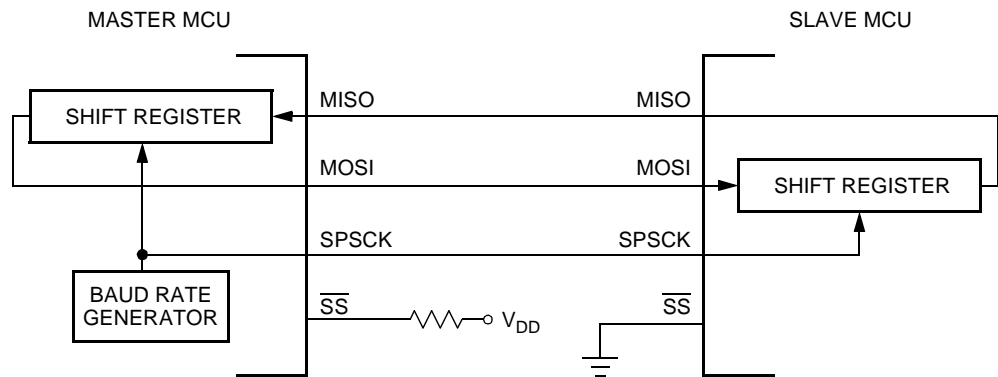 MASTER MCU
SLAVE MCU
SHIFT REGISTER
MISO
MISO
MOSI
MOSI
SHIFT REGISTER
SPSCK
SPSCK
BAUD RATE
GENERATOR
SS
VDD
SS